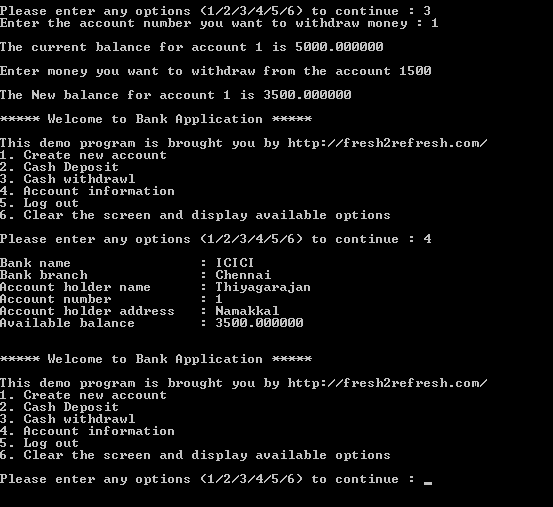 Please enter any options (1/2/3/4/5/6) to continue : 3
Enter the account number you want to withdraw money : 1
The current balance for account 1 is 5000.000000
Enter money you want to withdraw from the account 1500
The New balance for account 1 is 3500.000000
***** Welcome to Bank Application *****
This demo program is brought you by http://fresh2refresh.com/
1. Create new account
2. Cash Deposit
3. Cash withdrawl
4. Account information
5. Log out
6. Clear the screen and display available options
Please enter any options (1/2/3/4/5/6) to continue : 4
Bank name : ICICI
Bank branch : Chennai
Account holder name : Thiyagarajan
Account number : 1
Account holder address : Namakkal
Available balance : 3500.000000
***** Welcome to Bank Application *****
This demo program is brought you by http://fresh2refresh.com/
1. Create new account
2. Cash Deposit
3. Cash withdrawl
4. Account information
5. Log out
6. Clear the screen and display available options
Please enter any options (1/2/3/4/5/6) to continue : _